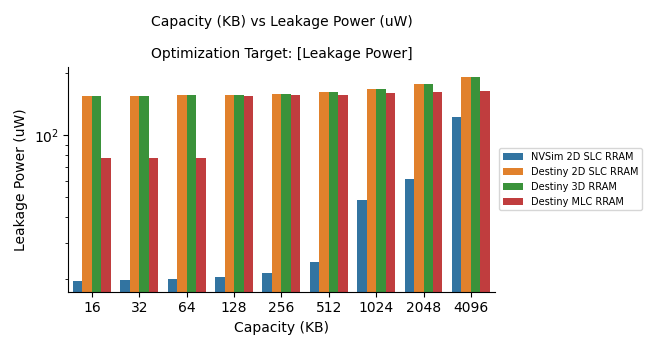 Capacity (KB) vs Leakage Power (uW)
Optimization Target: [Leakage Power]
Leakage Power (uW)
10²
NVSim 2D SLC RRAM
Destiny 2D SLC RRAM
Destiny 3D RRAM
Destiny MLC RRAM
16 32 64 128 256 512 1024 2048 4096
Capacity (KB)